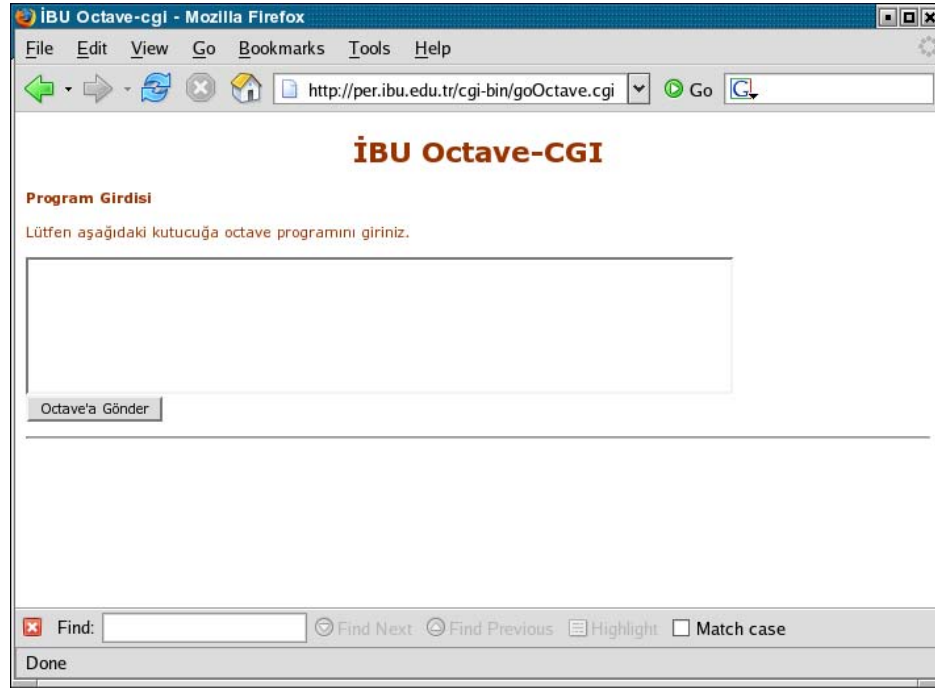 İBU Octave-cgi - Mozilla Firefox
File Edit View Go Bookmarks Tools Help
http://per.ibu.edu.tr/cgi-bin/goOctave.cgi Go G
İBU Octave-CGI
Program Girdisi
Lütfen aşağıdaki kutucuğa octave programını giriniz.
Octave'a Gönder
Find: Find Next Find Previous Highlight Match case
Done